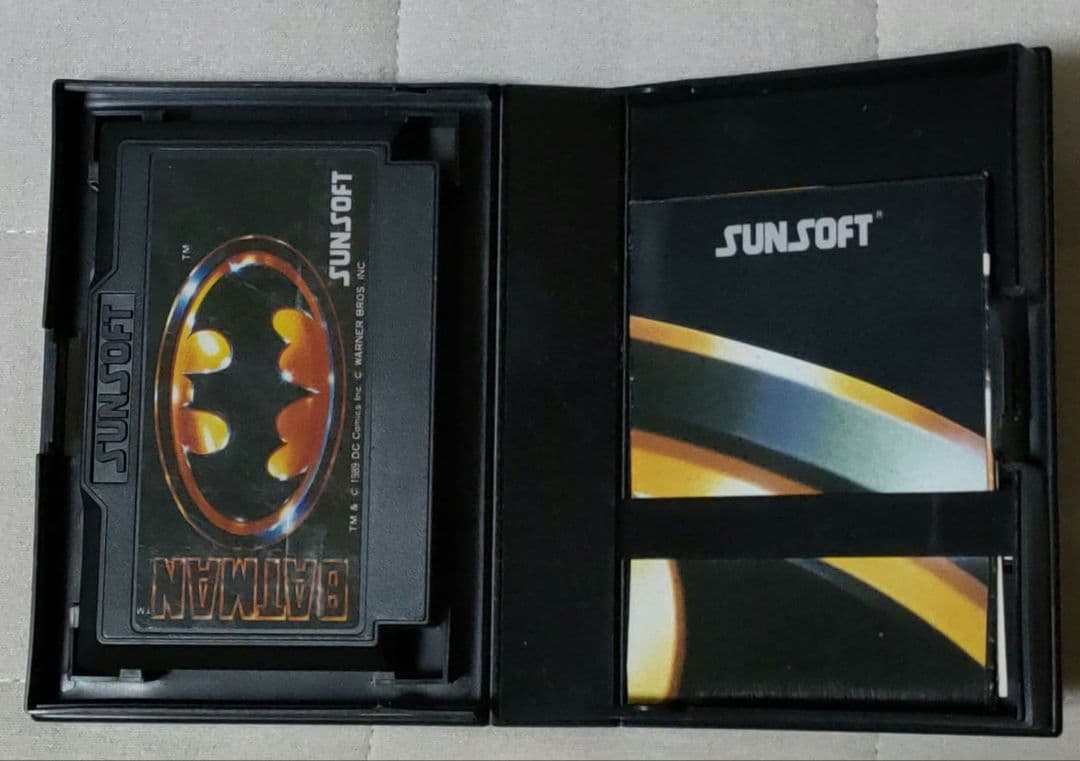 SUNSOFT
TM
SUNSOFT
TM & C 1989 DC Comics Inc. C WARNER BROS. INC
BATMAN
TM
SUNSOFT®